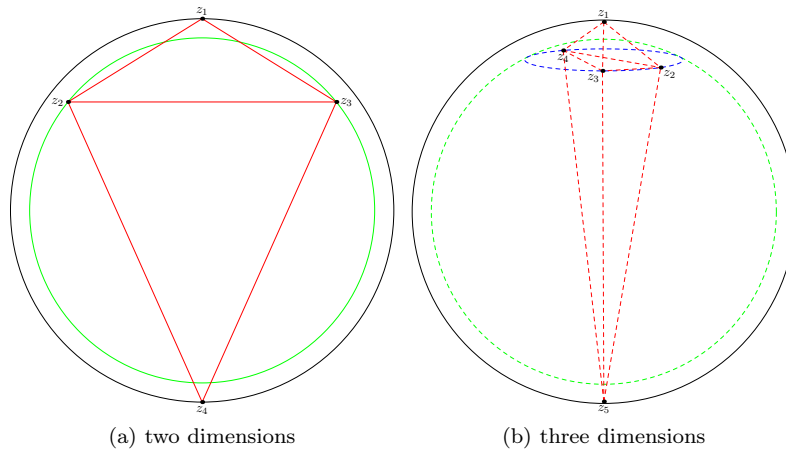 z₁
z₂ z₃
z₄
(a) two dimensions
z₁
z₄
z₃ z₂
z₅
(b) three dimensions